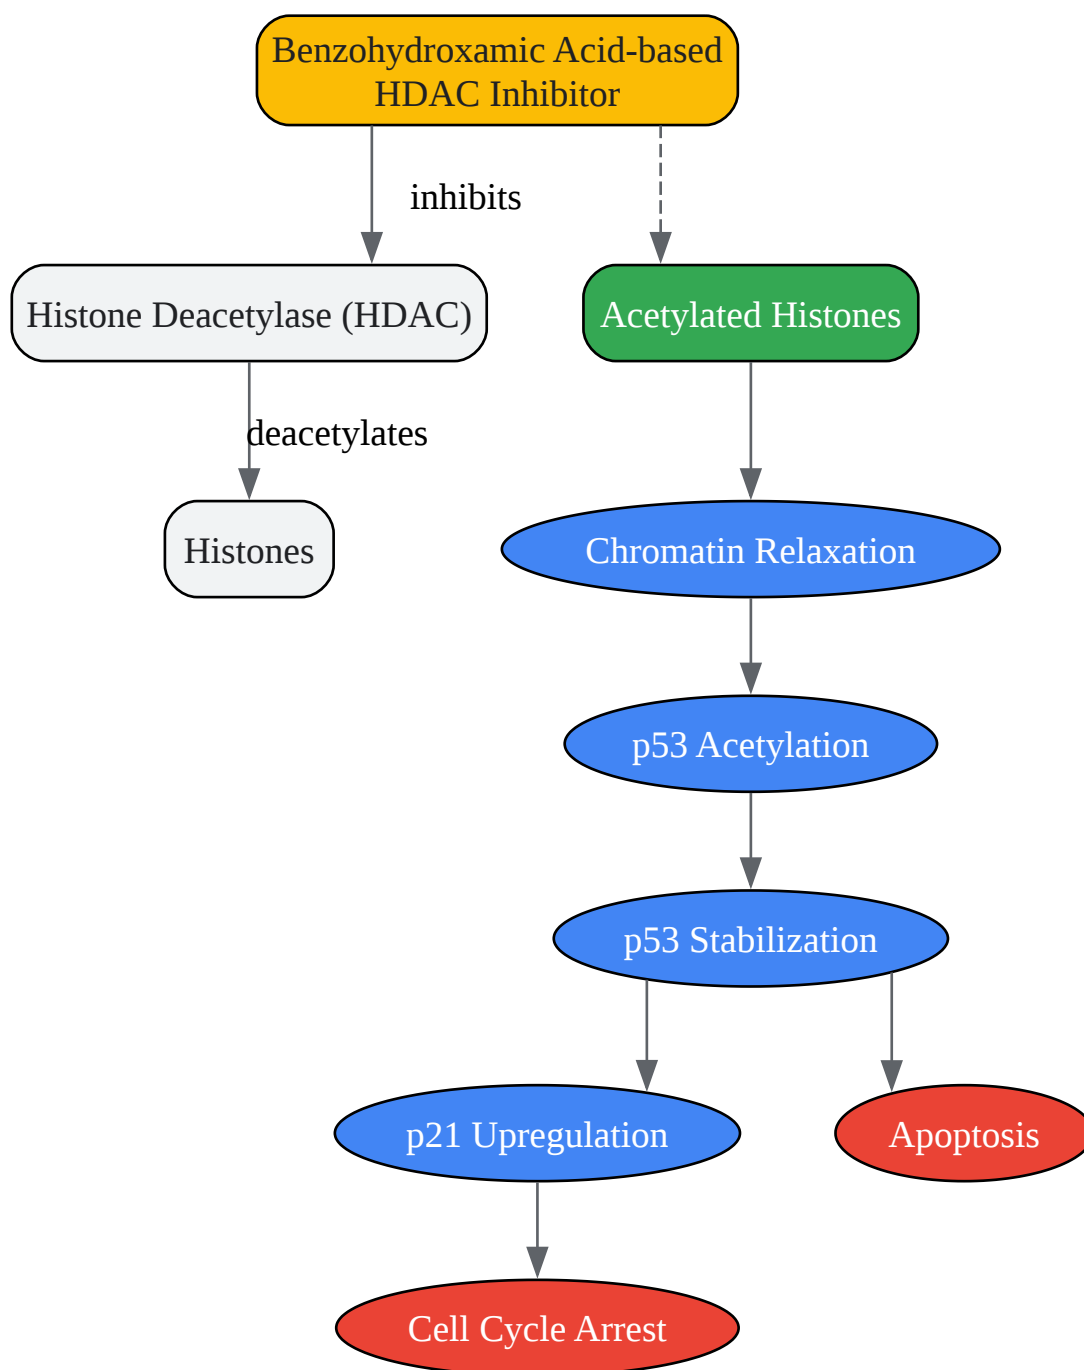 Benzohydroxamic Acid-based
HDAC Inhibitor
inhibits
Histone Deacetylase (HDAC)
Acetylated Histones
deacetylates
Histones
Chromatin Relaxation
p53 Acetylation
p53 Stabilization
p21 Upregulation
Apoptosis
Cell Cycle Arrest